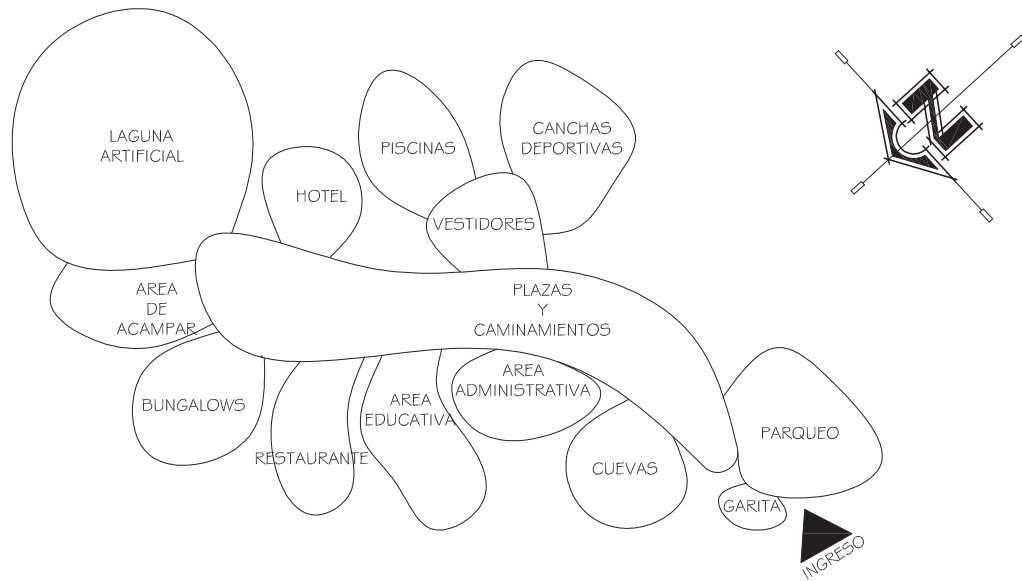 LAGUNA
ARTIFICIAL
HOTEL
PISCINAS
CANCHAS
DEPORTIVAS
VESTIDORES
AREA
DE
ACAMPAR
PLAZAS
Y
CAMINAMIENTOS
BUNGALOWS
RESTAURANTE
AREA
EDUCATIVA
AREA
ADMINISTRATIVA
CUEVAS
PARQUEO
GARITA
INGRESO
N